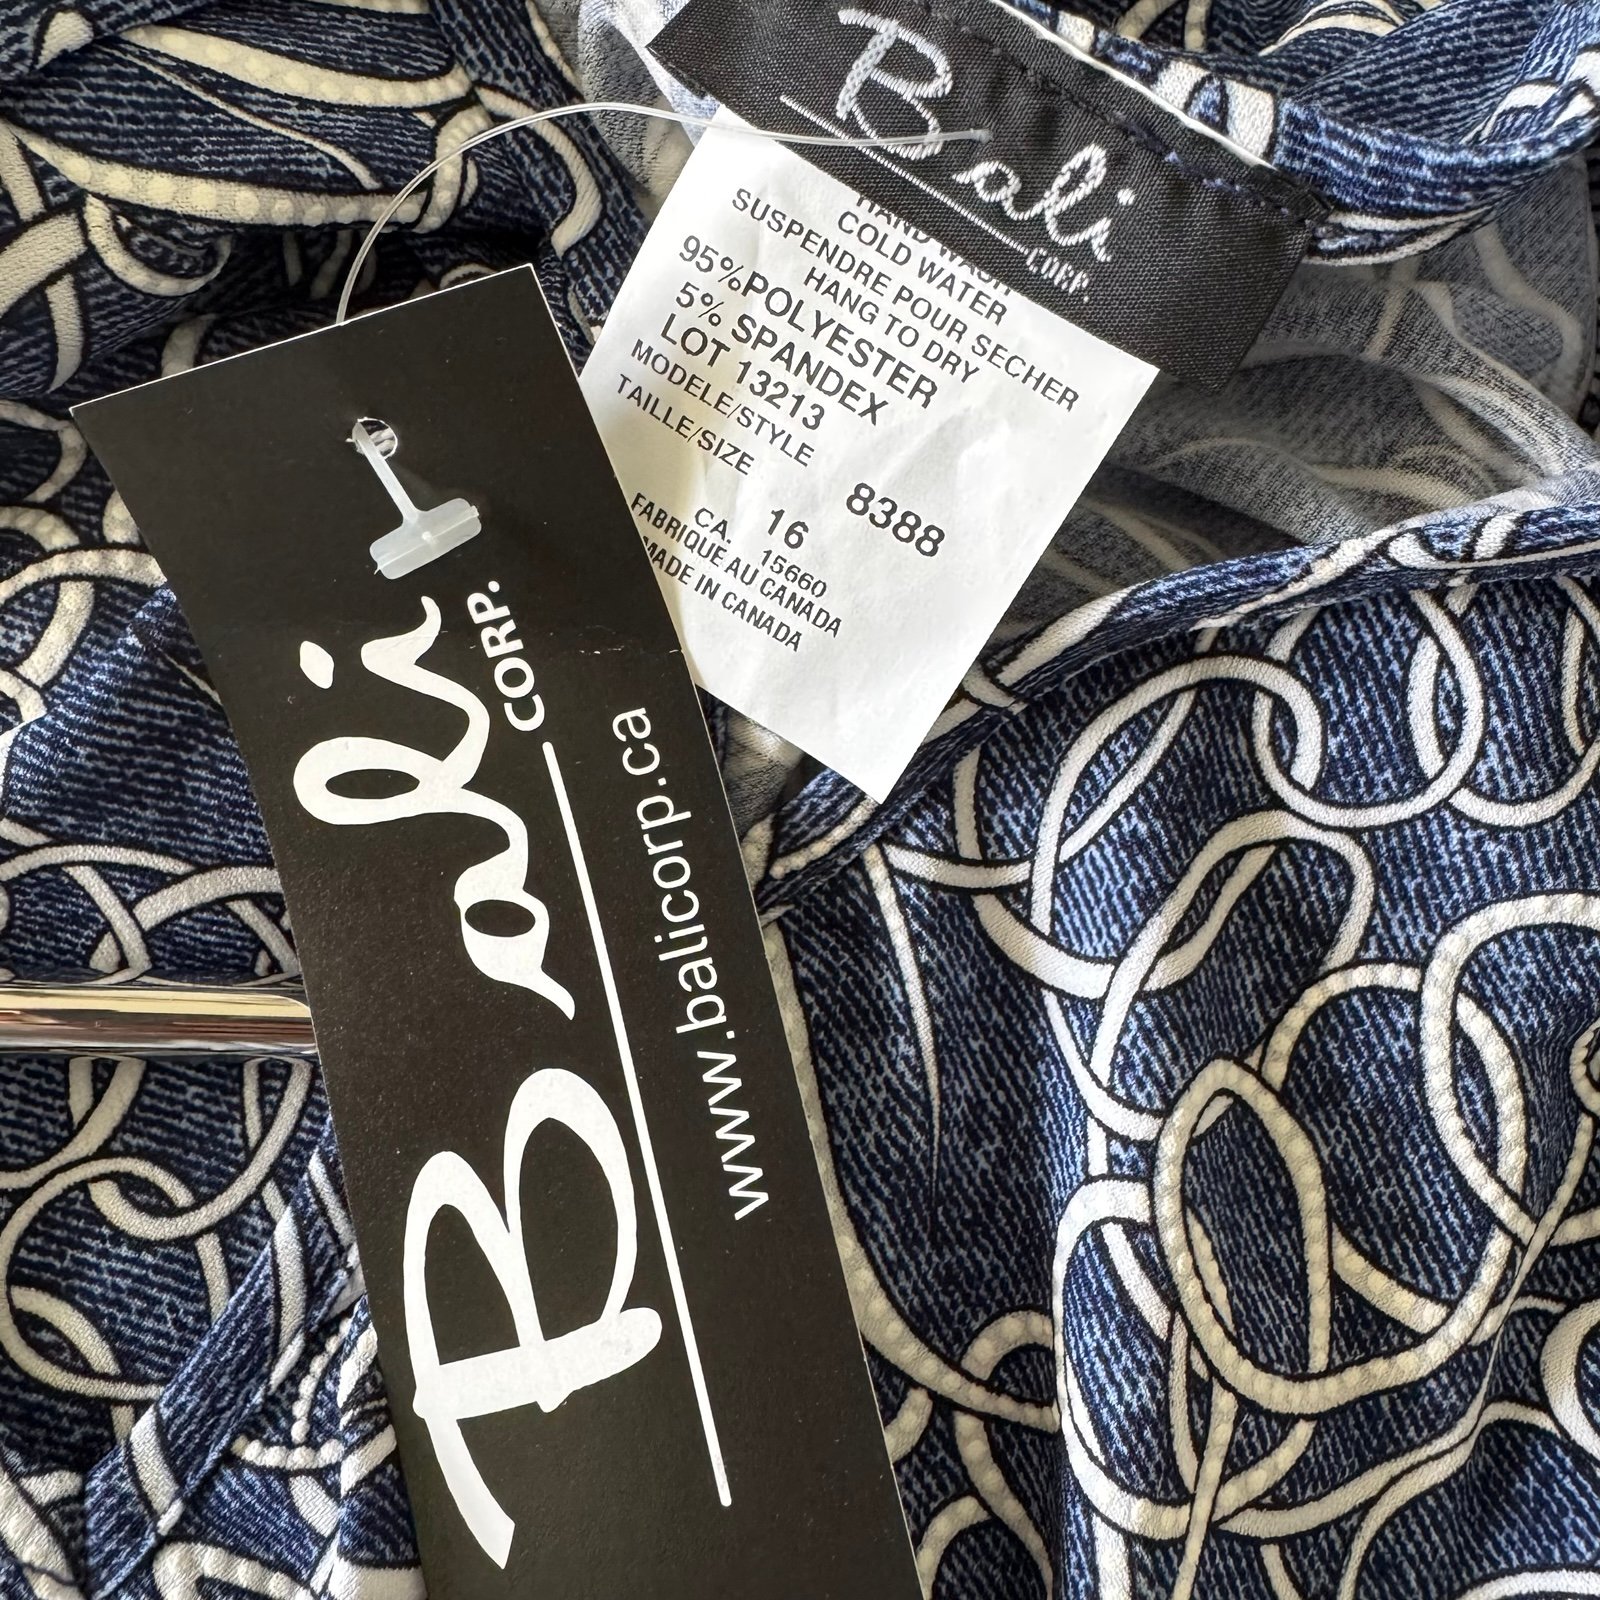 Bali
CORP.
HAND WASH
COLD WATER
SUSPENDRE POUR SECHER
HANG TO DRY
95%POLYESTER
5% SPANDEX
LOT 13213
MODELE/STYLE 8388
TAILLE/SIZE 16
CA. 15660
FABRIQUE AU CANADA
MADE IN CANADA
Bali
CORP.
www.balicorp.ca